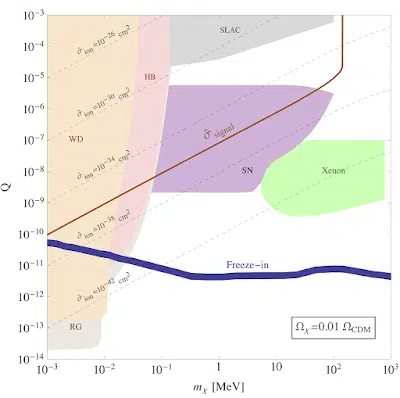 10⁻³
10⁻⁴
10⁻⁵
10⁻⁶
10⁻⁷
10⁻⁸
10⁻⁹
10⁻¹⁰
10⁻¹¹
10⁻¹²
10⁻¹³
10⁻¹⁴
Q
SLAC
σ̂ ion=10⁻²⁶ cm²
HB
σ̂ ion=10⁻³⁰ cm²
WD
σ̂ signal
σ̂ ion=10⁻³⁴ cm²
SN
Xenon
σ̂ ion=10⁻³⁸ cm²
Freeze-in
σ̂ ion=10⁻⁴² cm²
RG
Ωχ=0.01 ΩCDM
10⁻³ 10⁻² 10⁻¹ 1 10¹ 10² 10³
mχ [MeV]